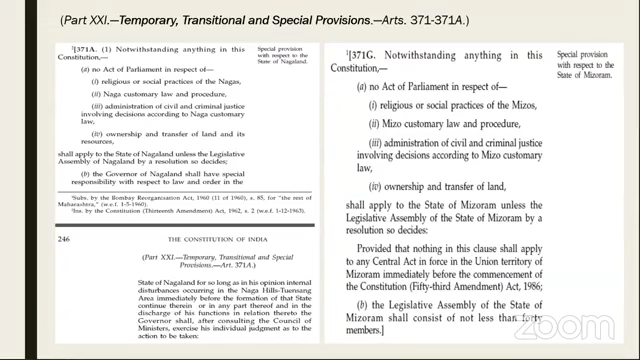 (Part XXI.—Temporary, Transitional and Special Provisions.—Arts. 371-371A.)
¹[371A. (1) Notwithstanding anything in this
Constitution,—
Special provision
with respect to the
State of Nagaland.
(a) no Act of Parliament in respect of—
(i) religious or social practices of the Nagas,
(ii) Naga customary law and procedure,
(iii) administration of civil and criminal justice
involving decisions according to Naga customary
law,
(iv) ownership and transfer of land and its
resources,
shall apply to the State of Nagaland unless the Legislative
Assembly of Nagaland by a resolution so decides;
(b) the Governor of Nagaland shall have special
responsibility with respect to law and order in the
³Subs. by the Bombay Reorganisation Act, 1960 (11 of 1960), s. 85, for "the rest of
Maharashtra," (w.e.f. 1-5-1960).
¹Ins. by the Constitution (Thirteenth Amendment) Act, 1962, s. 2 (w.e.f. 1-12-1963).
246 THE CONSTITUTION OF INDIA
(Part XXI.—Temporary, Transitional and Special
Provisions.—Art. 371A.)
State of Nagaland for so long as in his opinion internal
disturbances occurring in the Naga Hills-Tuensang
Area immediately before the formation of that State
continue therein or in any part thereof and in the
discharge of his functions in relation thereto the
Governor shall, after consulting the Council of
Ministers, exercise his individual judgment as to the
action to be taken:
¹[371G. Notwithstanding anything in this
Constitution,—
Special provision
with respect to the
State of Mizoram.
(a) no Act of Parliament in respect of—
(i) religious or social practices of the Mizos,
(ii) Mizo customary law and procedure,
(iii) administration of civil and criminal justice
involving decisions according to Mizo customary
law,
(iv) ownership and transfer of land,
shall apply to the State of Mizoram unless the
Legislative Assembly of the State of Mizoram by a
resolution so decides:
Provided that nothing in this clause shall apply
to any Central Act in force in the Union territory of
Mizoram immediately before the commencement of
the Constitution (Fifty-third Amendment) Act, 1986;
(b) the Legislative Assembly of the State of
Mizoram shall consist of not less than forty
members.]
zoom